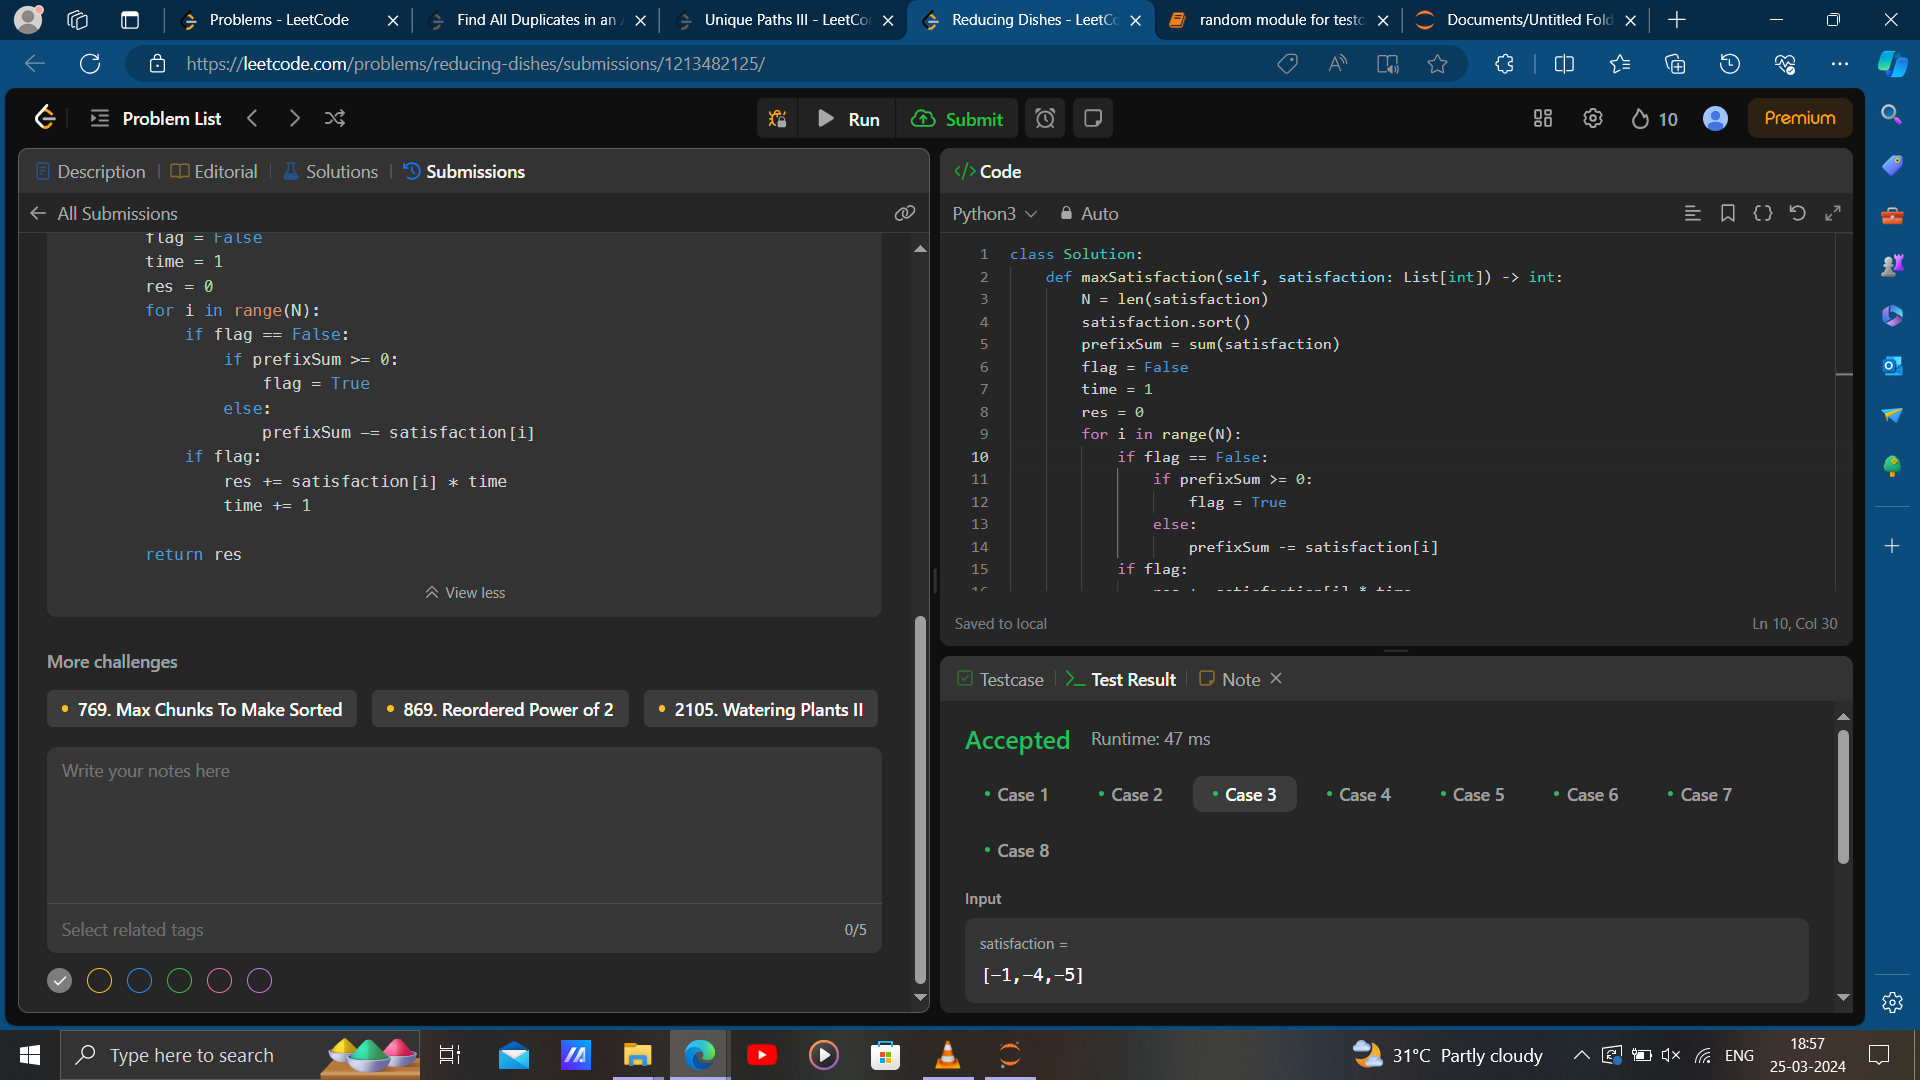 Problems - LeetCode
Find All Duplicates in an
Unique Paths III - LeetCo
Reducing Dishes - LeetC
random module for testc
Documents/Untitled Fold
https://leetcode.com/problems/reducing-dishes/submissions/1213482125/
Problem List
Run
Submit
10
Premium
Description
Editorial
Solutions
Submissions
All Submissions
flag = False
time = 1
res = 0
for i in range(N):
if flag == False:
if prefixSum >= 0:
flag = True
else:
prefixSum -= satisfaction[i]
if flag:
res += satisfaction[i] * time
time += 1
return res
View less
More challenges
769. Max Chunks To Make Sorted
869. Reordered Power of 2
2105. Watering Plants II
Write your notes here
Select related tags
0/5
</> Code
Python3
Auto
1 class Solution:
2 def maxSatisfaction(self, satisfaction: List[int]) -> int:
3 N = len(satisfaction)
4 satisfaction.sort()
5 prefixSum = sum(satisfaction)
6 flag = False
7 time = 1
8 res = 0
9 for i in range(N):
10 if flag == False:
11 if prefixSum >= 0:
12 flag = True
13 else:
14 prefixSum -= satisfaction[i]
15 if flag:
Saved to local
Ln 10, Col 30
Testcase
Test Result
Note
Accepted
Runtime: 47 ms
Case 1
Case 2
Case 3
Case 4
Case 5
Case 6
Case 7
Case 8
Input
satisfaction =
[-1,-4,-5]
Type here to search
31°C Partly cloudy
ENG
18:57
25-03-2024